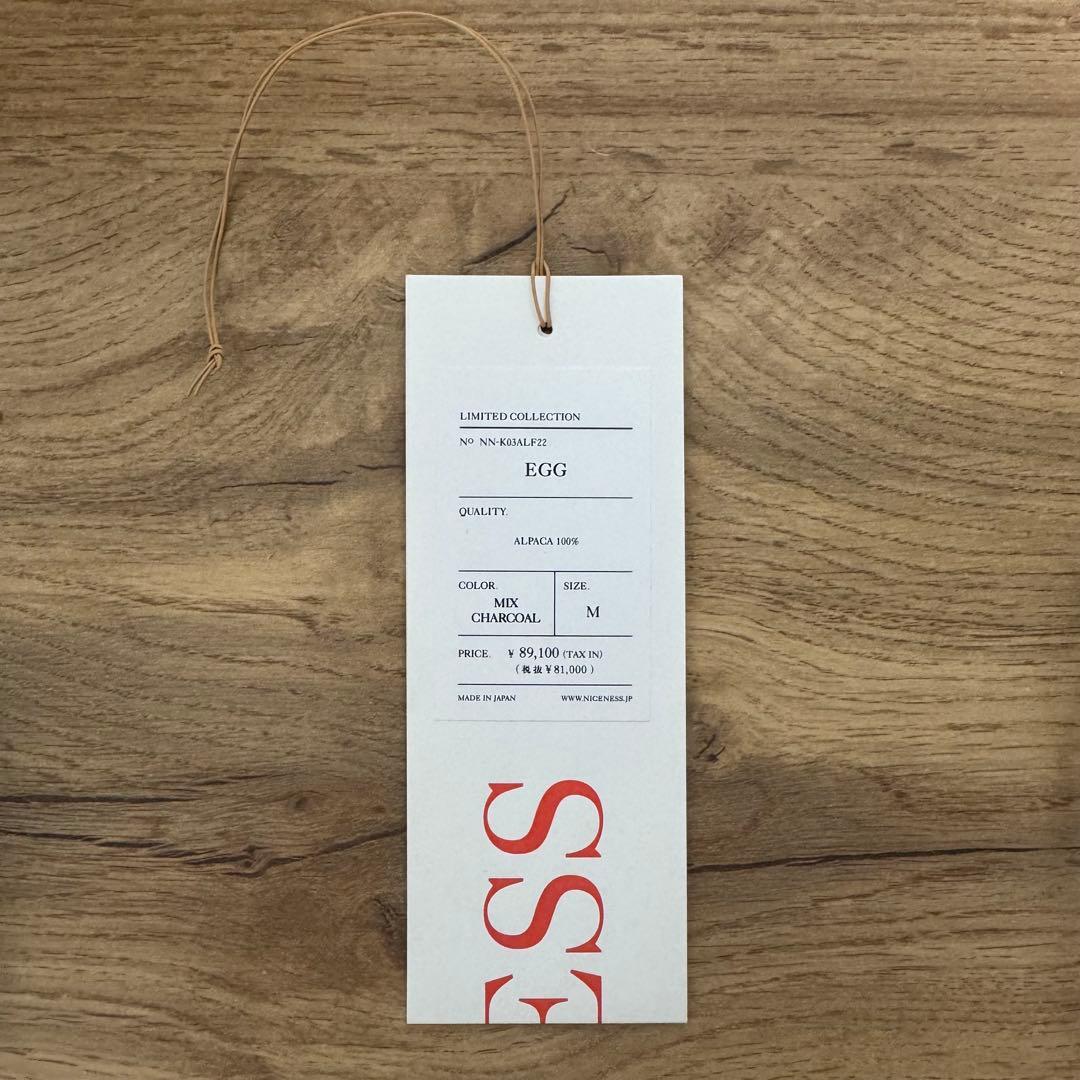 LIMITED COLLECTION
Nº NN-K03ALF22
EGG
QUALITY.
ALPACA 100%
COLOR.
MIX
CHARCOAL
SIZE.
M
PRICE. ¥ 89,100 (TAX IN)
(税抜¥81,000)
MADE IN JAPAN WWW.NICENESS.JP
ESS